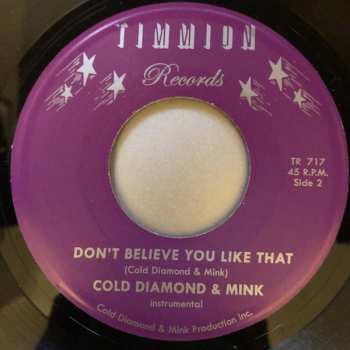 TIMMION
Records
TR 717
45 R.P.M.
Side 2
DON'T BELIEVE YOU LIKE THAT
(Cold Diamond & Mink)
COLD DIAMOND & MINK
instrumental
Cold Diamond & Mink Production Inc.